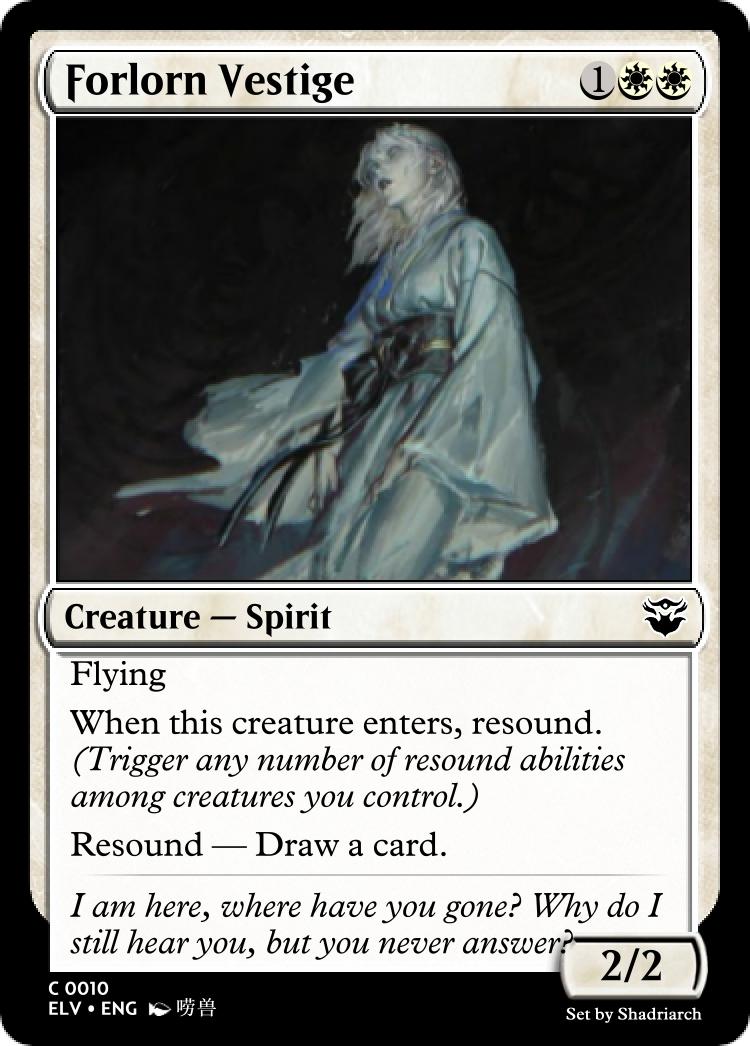 Forlorn Vestige 1
Creature — Spirit
Flying
When this creature enters, resound.
(Trigger any number of resound abilities
among creatures you control.)
Resound — Draw a card.
I am here, where have you gone? Why do I
still hear you, but you never answer?
2/2
C 0010
ELV • ENG 唠兽
Set by Shadriarch